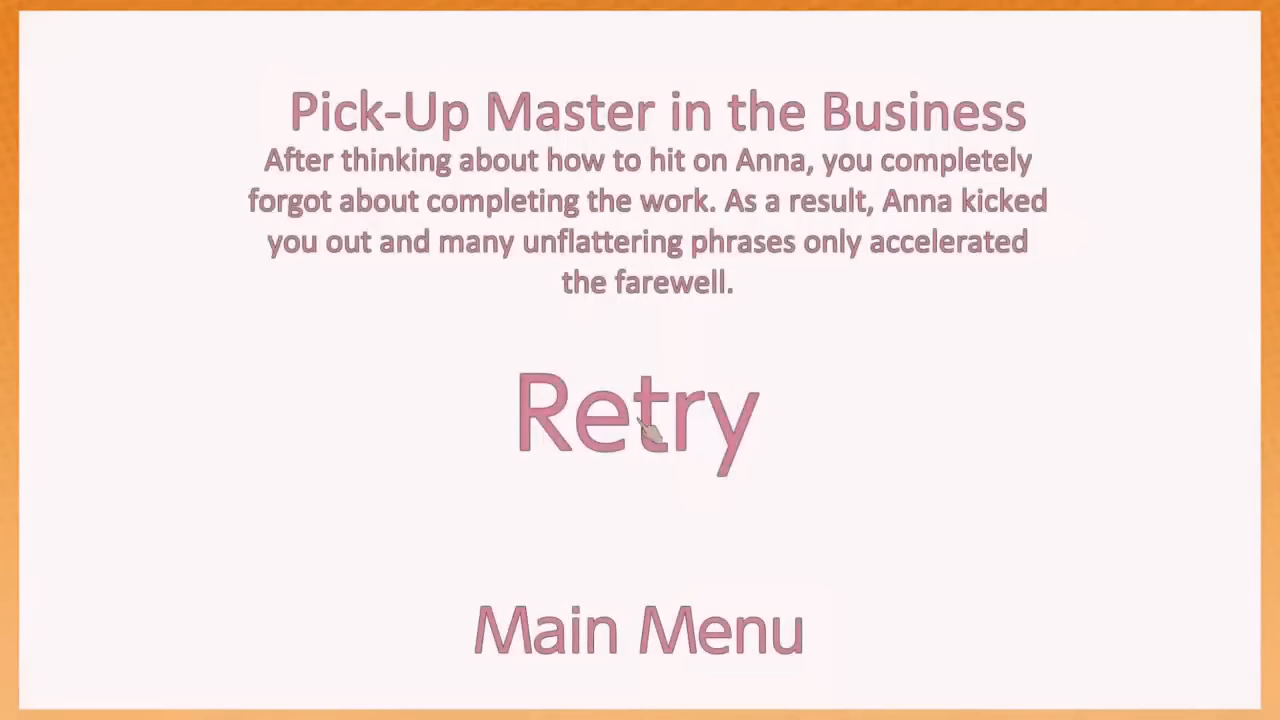 Pick-Up Master in the Business
After thinking about how to hit on Anna, you completely
forgot about completing the work. As a result, Anna kicked
you out and many unflattering phrases only accelerated
the farewell.
Retry
Main Menu